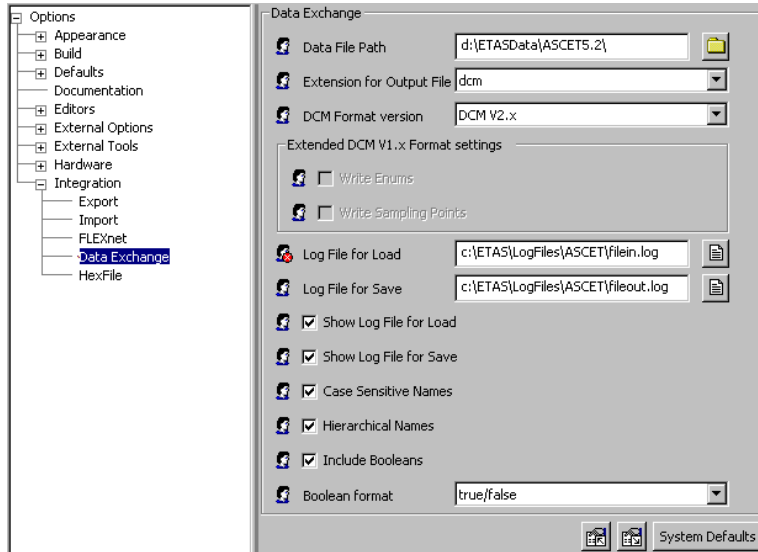 Options
Appearance
Build
Defaults
Documentation
Editors
External Options
External Tools
Hardware
Integration
Export
Import
FLEXnet
Data Exchange
HexFile
Data Exchange
Data File Path d:\ETASData\ASCET5.2\
Extension for Output File dcm
DCM Format version DCM V2.x
Extended DCM V1.x Format settings
Write Enums
Write Sampling Points
Log File for Load c:\ETAS\LogFiles\ASCET\filein.log
Log File for Save c:\ETAS\LogFiles\ASCET\fileout.log
Show Log File for Load
Show Log File for Save
Case Sensitive Names
Hierarchical Names
Include Booleans
Boolean format true/false
System Defaults